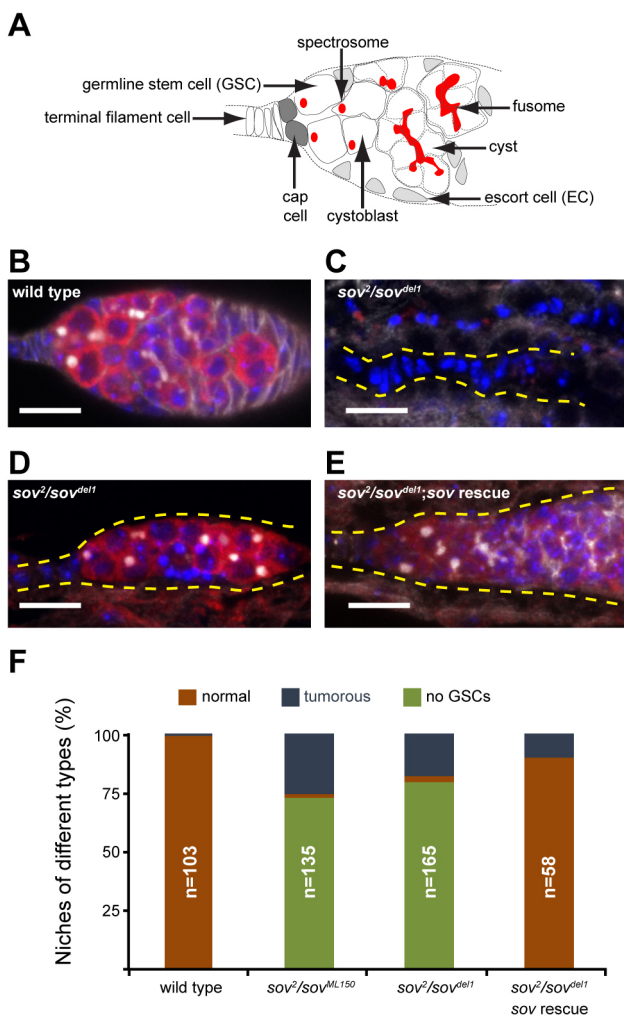 A
spectrosome
germline stem cell (GSC)
terminal filament cell
fusome
cyst
cap
cell
cystoblast
escort cell (EC)
B
wild type
C
sov²/sovᵈᵉˡ¹
D
sov²/sovᵈᵉˡ¹
E
sov²/sovᵈᵉˡ¹;sov rescue
F
normal
tumorous
no GSCs
Niches of different types (%)
100
75
50
25
n=103
n=135
n=165
n=58
wild type
sov²/sovᴹᴸ¹⁵⁰
sov²/sovᵈᵉˡ¹
sov²/sovᵈᵉˡ¹
sov rescue